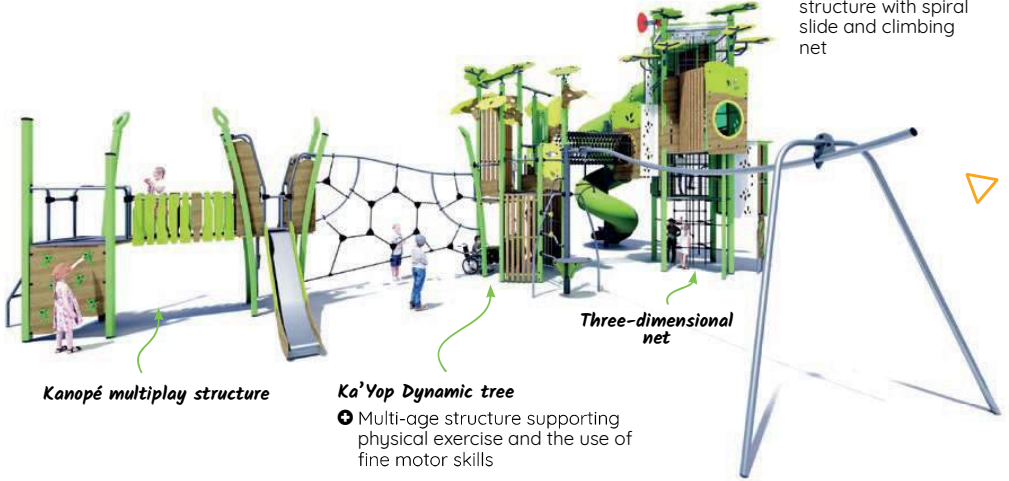 structure with spiral
slide and climbing
net
Three-dimensional
net
Kanopé multiplay structure
Ka'Yop Dynamic tree
Multi-age structure supporting
physical exercise and the use of
fine motor skills